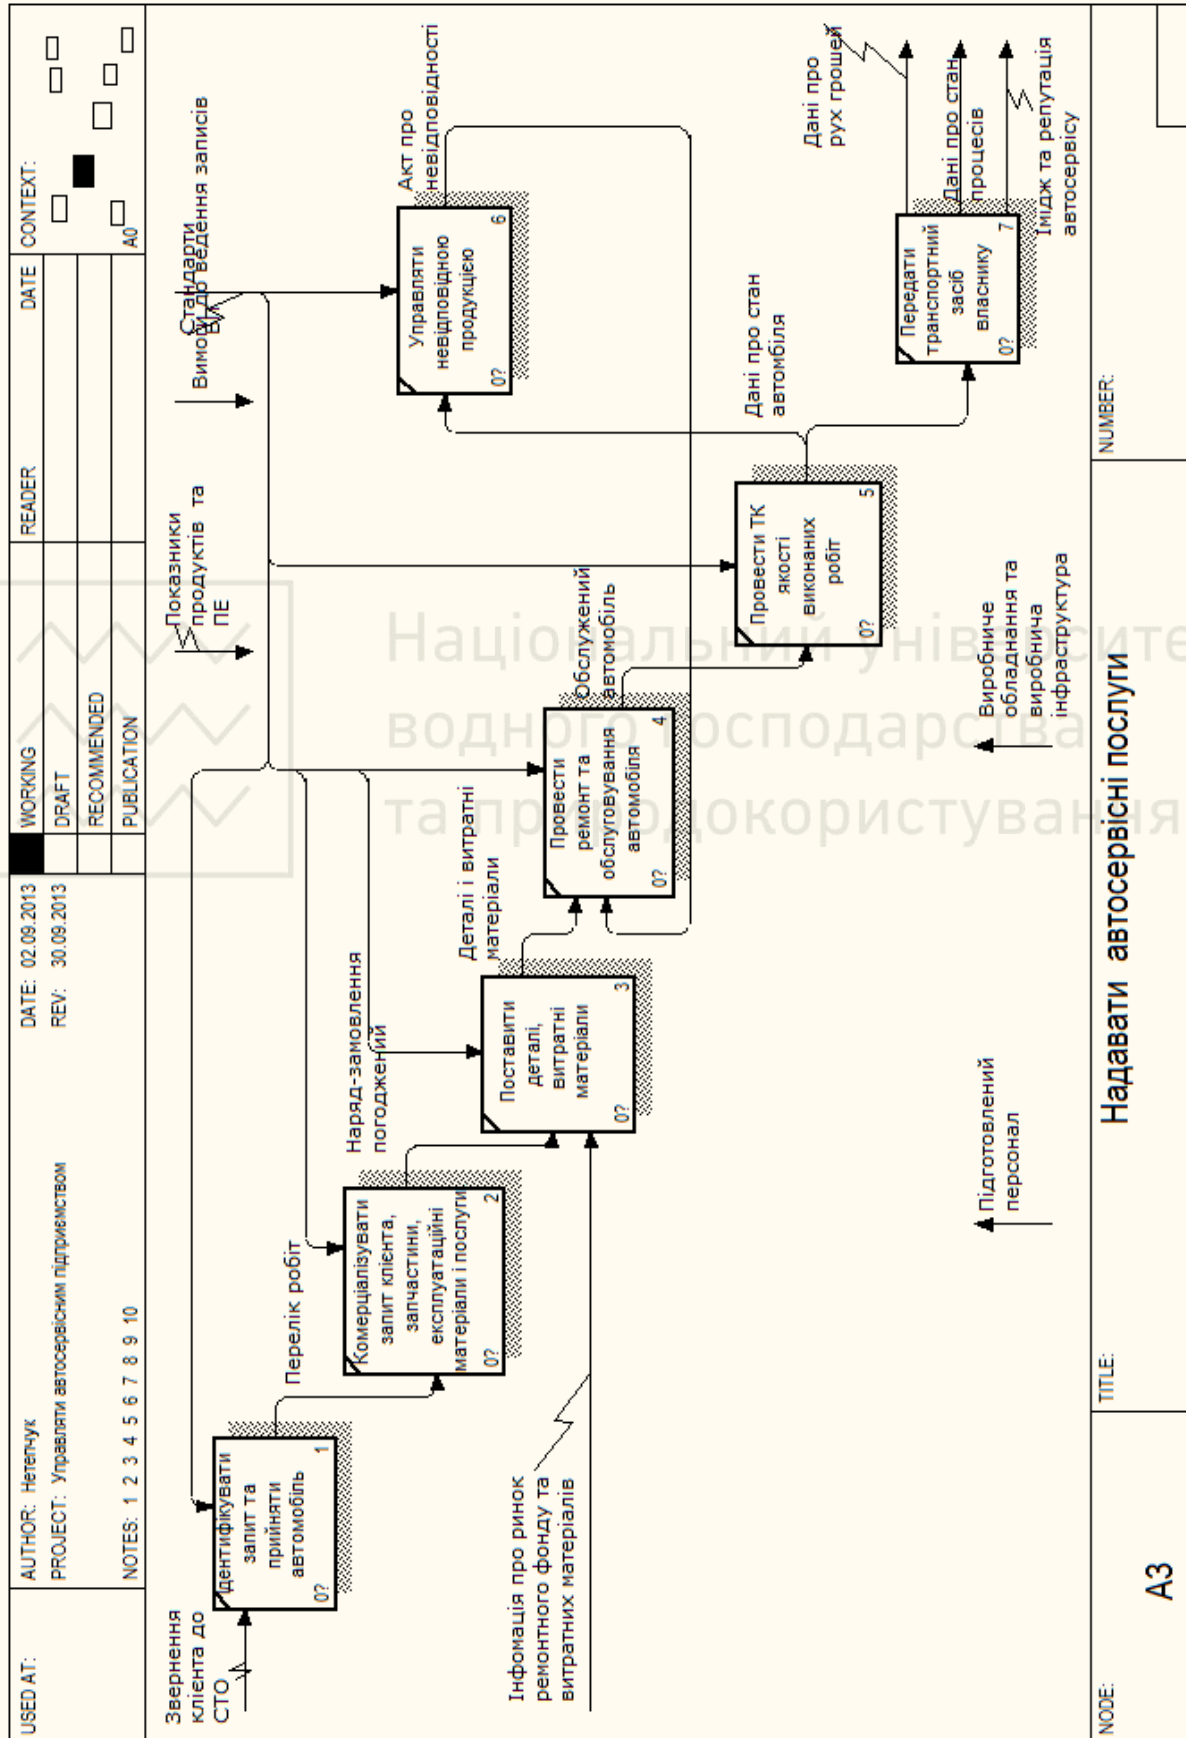 USED AT:
AUTHOR: Нетепчук
PROJECT: Управляти автосервісним підприємством
NOTES: 1 2 3 4 5 6 7 8 9 10
DATE: 02.09.2013
REV: 30.09.2013
WORKING
DRAFT
RECOMMENDED
PUBLICATION
READER
DATE
CONTEXT:
A0
Звернення
клієнта до
СТО
Показники
продуктів та
ПЕ
Стандарти
Вимоги до ведення записів
Ідентифікувати
запит та
прийняти
автомобіль
0?
1
Перелік робіт
Комерціалізувати
запит клієнта,
запчастини,
експлуатаційні
матеріали і послуги
0?
2
Наряд-замовлення
погоджений
Поставити
деталі,
витратні
матеріали
0?
3
Деталі і витратні
матеріали
Провести
ремонт та
обслуговування
автомобіля
0?
4
Обслужений
автомобіль
Провести ТК
якості
виконаних
робіт
0?
5
Дані про стан
автомбіля
Управляти
невідповідною
продукцією
0?
6
Акт про
невідповідності
Передати
транспортний
засіб
власнику
0?
7
Дані про
рух грошей
Дані про стан
процесів
Імідж та репутація
автосервісу
Інфомація про ринок
ремонтного фонду та
витратних матеріалів
Підготовлений
персонал
Виробниче
обладнання та
виробнича
інфраструктура
Національний університе
водного господарства
та природокористування
NODE:
A3
TITLE:
Надавати автосервісні послуги
NUMBER: